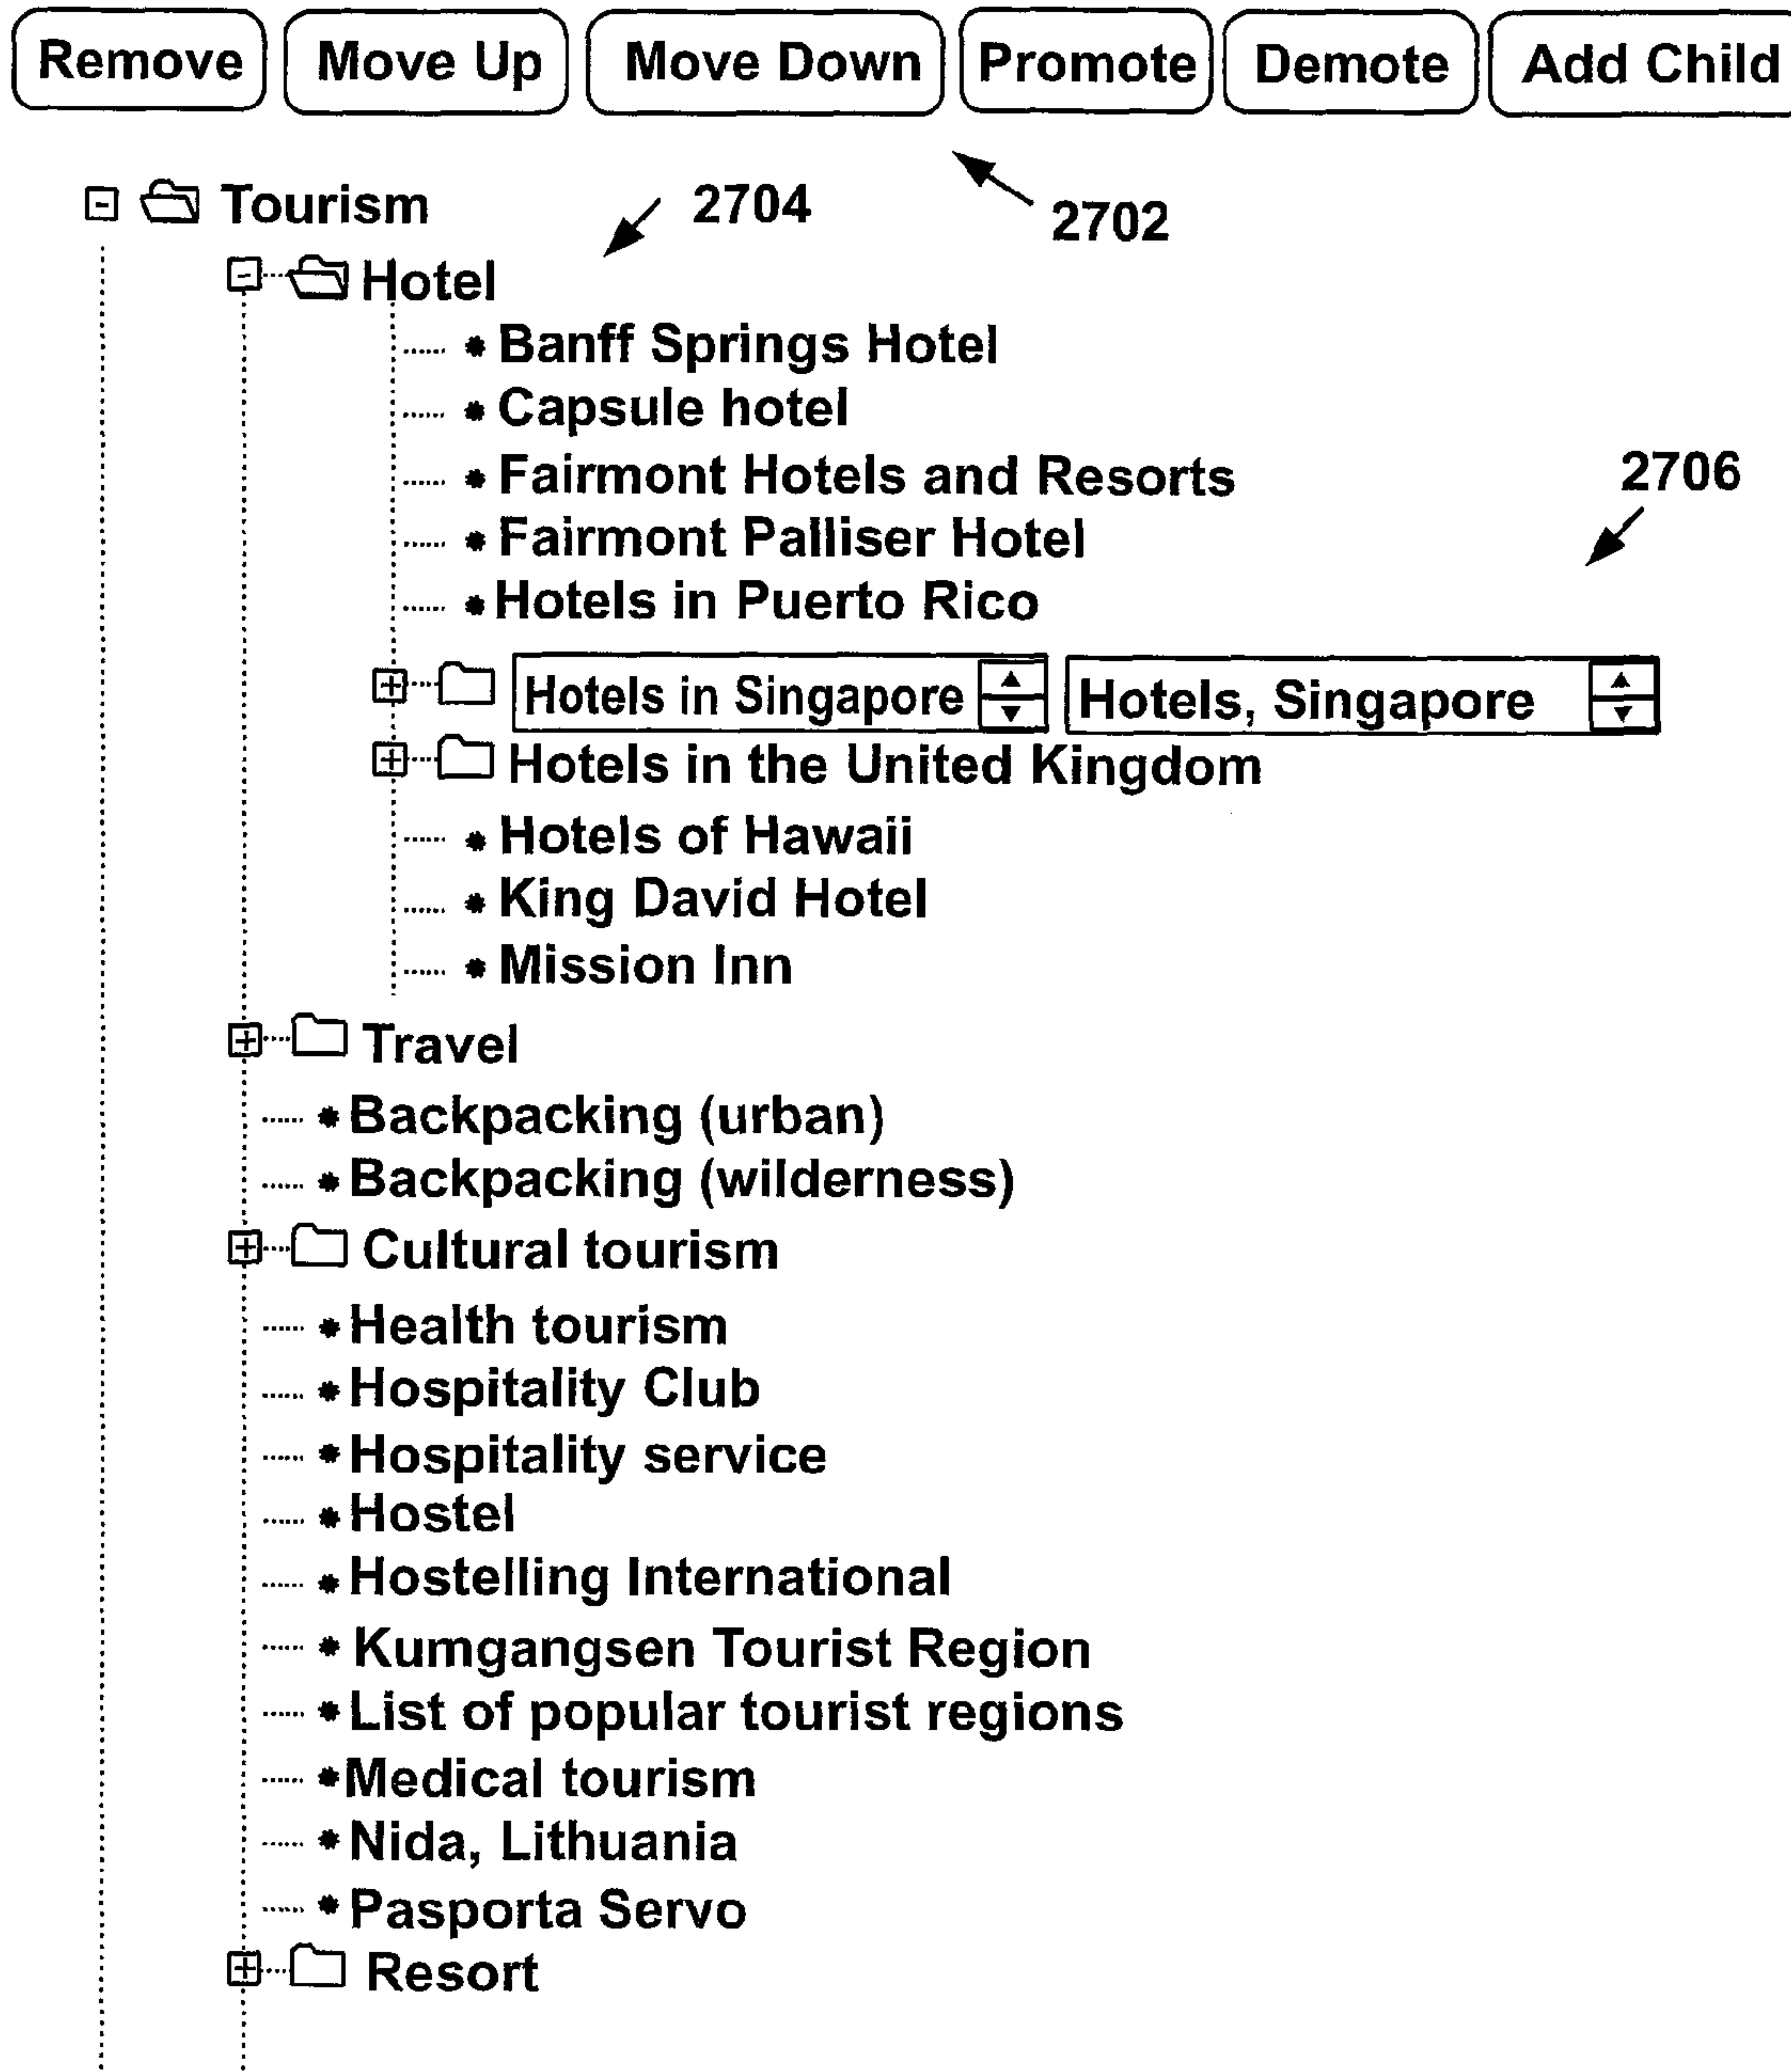 Remove Move Up Move Down Promote Demote Add Child
Tourism 2704 2702
Hotel
Banff Springs Hotel
Capsule hotel
Fairmont Hotels and Resorts 2706
Fairmont Palliser Hotel
Hotels in Puerto Rico
Hotels in Singapore Hotels, Singapore
Hotels in the United Kingdom
Hotels of Hawaii
King David Hotel
Mission Inn
Travel
Backpacking (urban)
Backpacking (wilderness)
Cultural tourism
Health tourism
Hospitality Club
Hospitality service
Hostel
Hostelling International
Kumgangsen Tourist Region
List of popular tourist regions
Medical tourism
Nida, Lithuania
Pasporta Servo
Resort